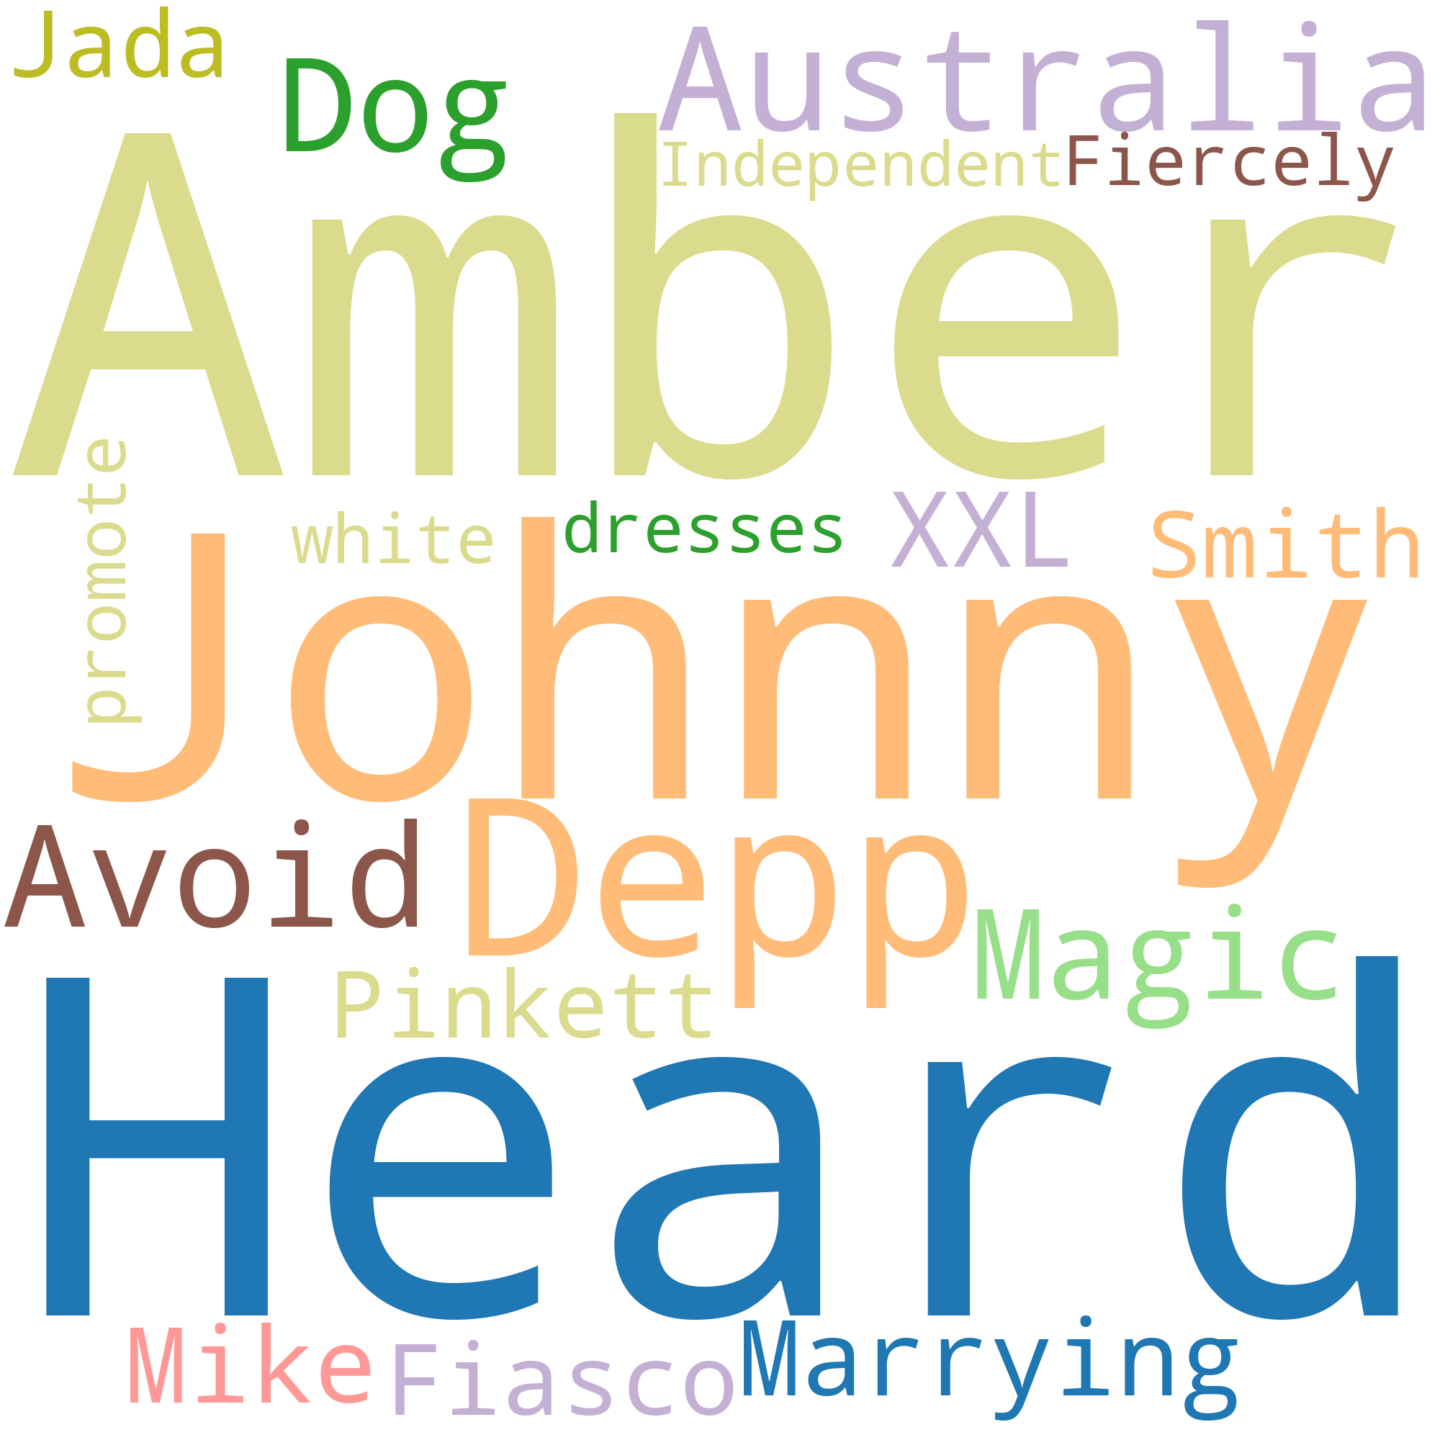 Jada
Dog
Australia
Independent
Fiercely
Amber
promote
white
dresses
XXL
Smith
Johnny
Avoid
Depp
Magic
Pinkett
Heard
Mike
Fiasco
Marrying